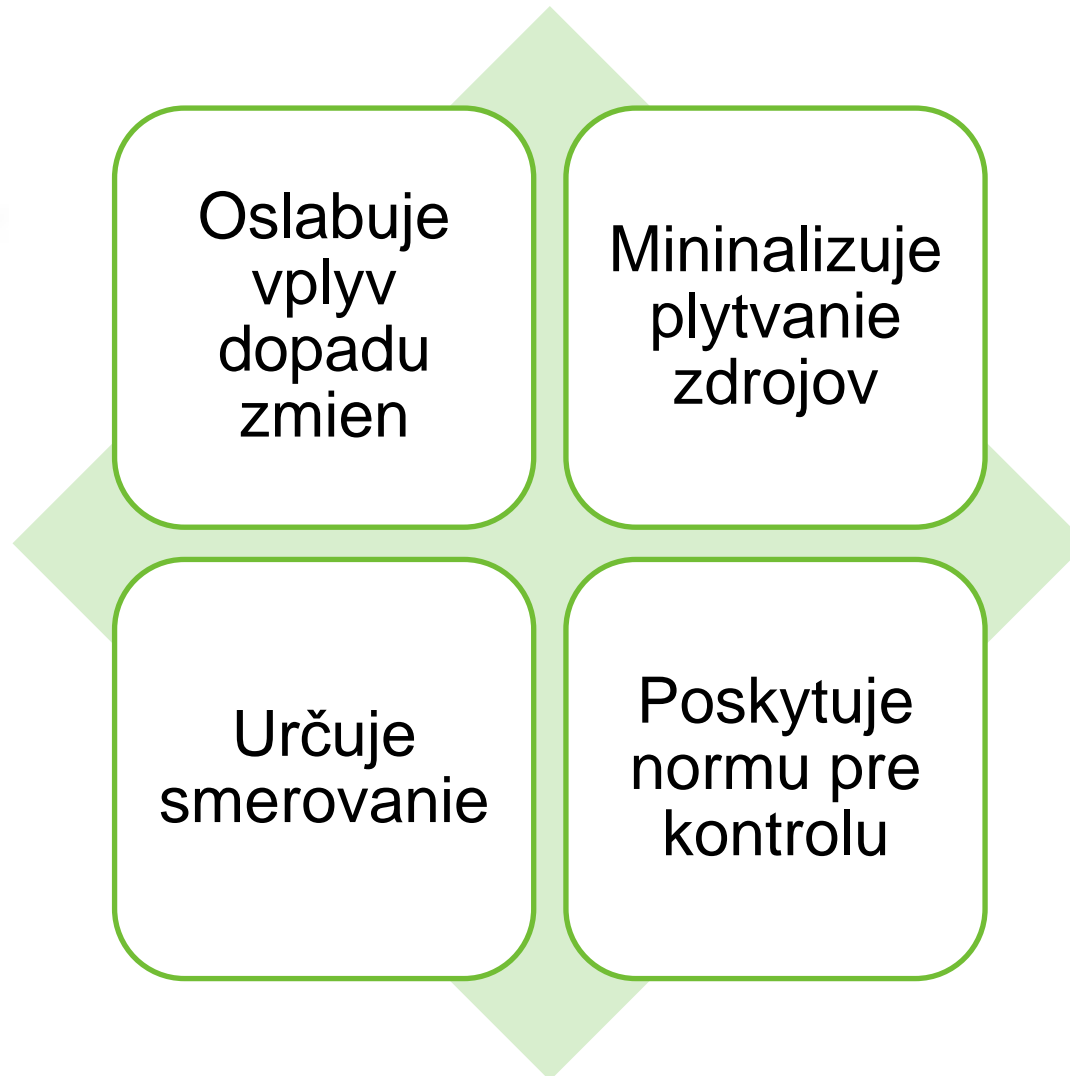 Oslabuje
vplyv
dopadu
zmien
Mininalizuje
plytvanie
zdrojov
Určuje
smerovanie
Poskytuje
normu pre
kontrolu